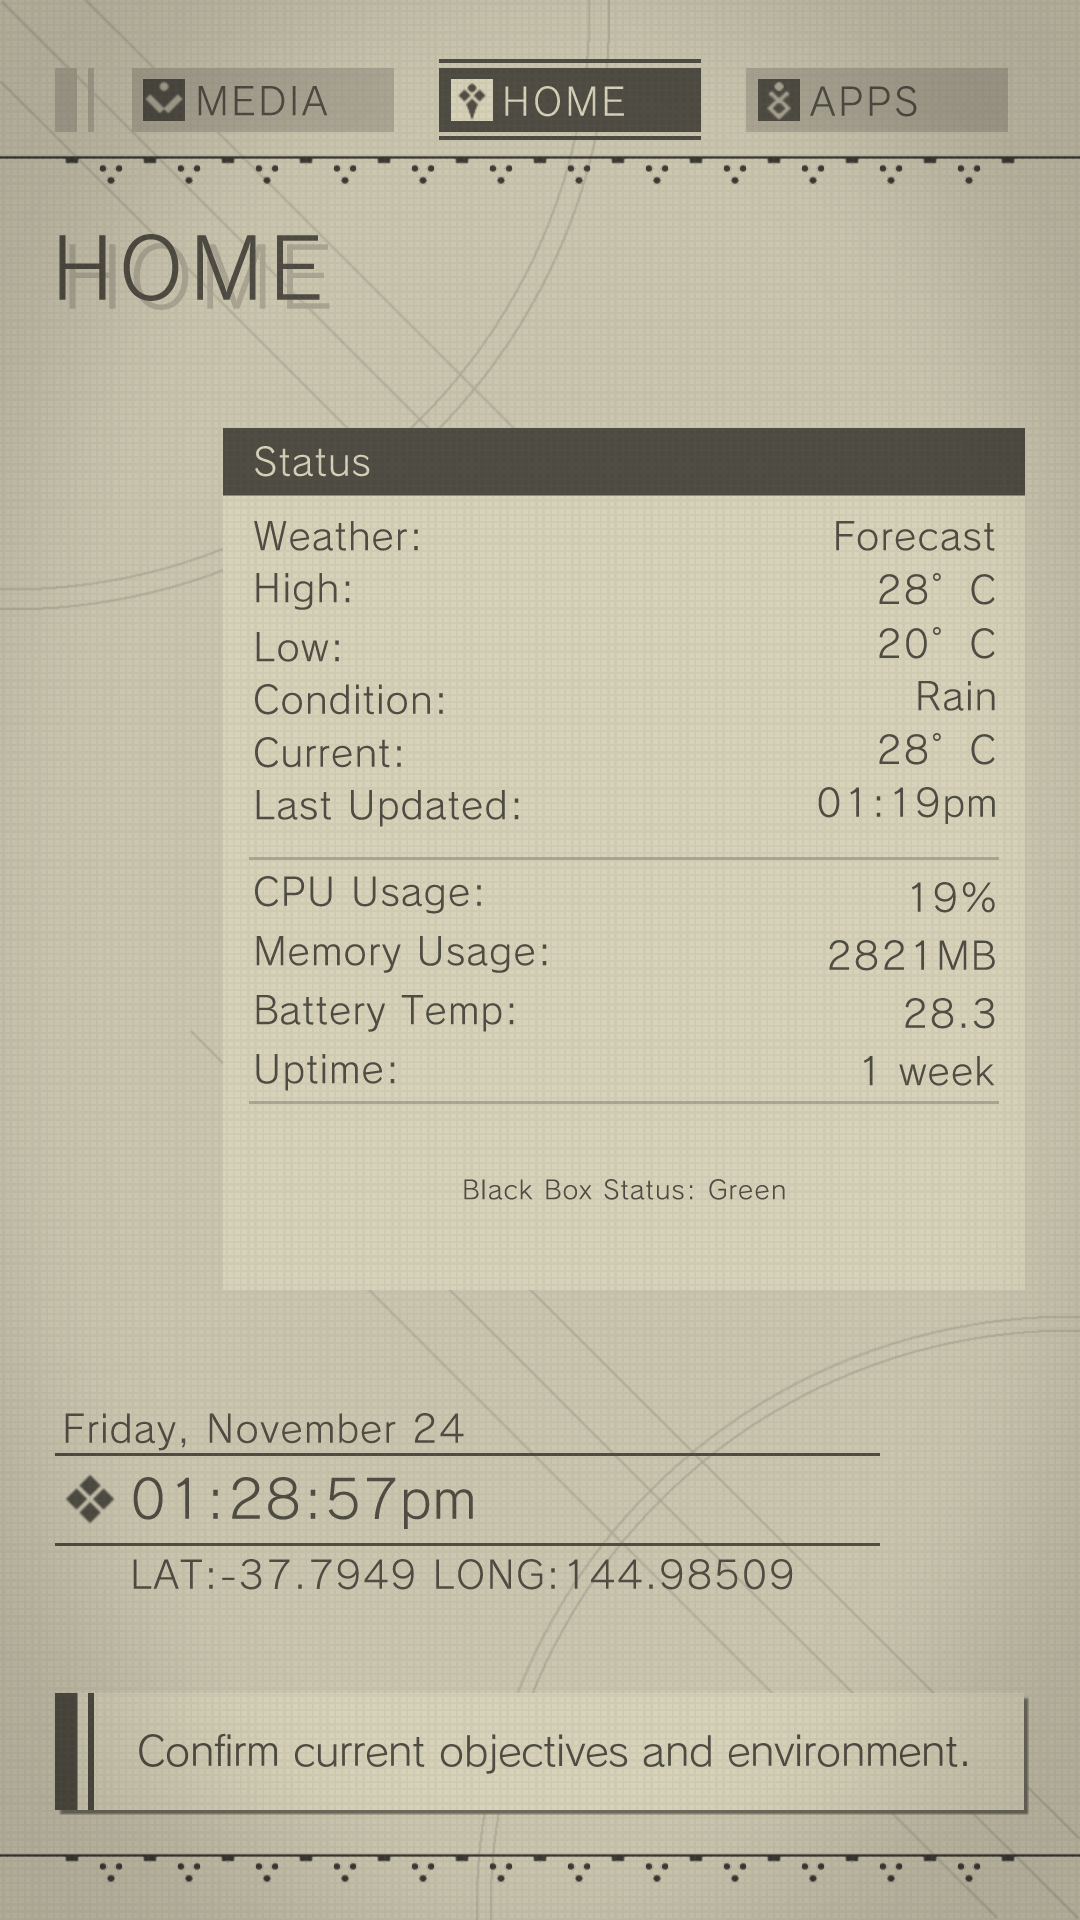 MEDIA HOME APPS
HOME
Status
Weather: Forecast
High: 28° C
Low: 20° C
Condition: Rain
Current: 28° C
Last Updated: 01:19pm
CPU Usage: 19%
Memory Usage: 2821MB
Battery Temp: 28.3
Uptime: 1 week
Black Box Status: Green
Friday, November 24
01:28:57pm
LAT:-37.7949 LONG:144.98509
Confirm current objectives and environment.